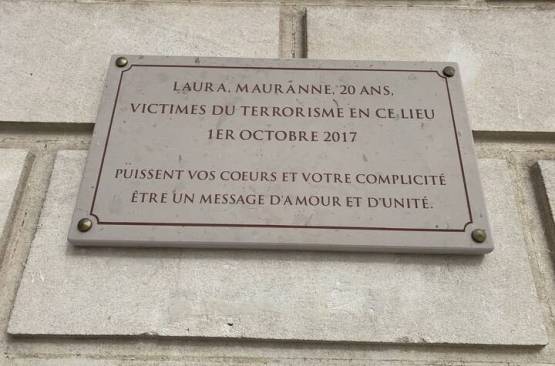 LAURA, MAURANNE, 20 ANS,
VICTIMES DU TERRORISME EN CE LIEU
1ER OCTOBRE 2017
PUISSENT VOS COEURS ET VOTRE COMPLICITÉ
ÊTRE UN MESSAGE D'AMOUR ET D'UNITÉ.